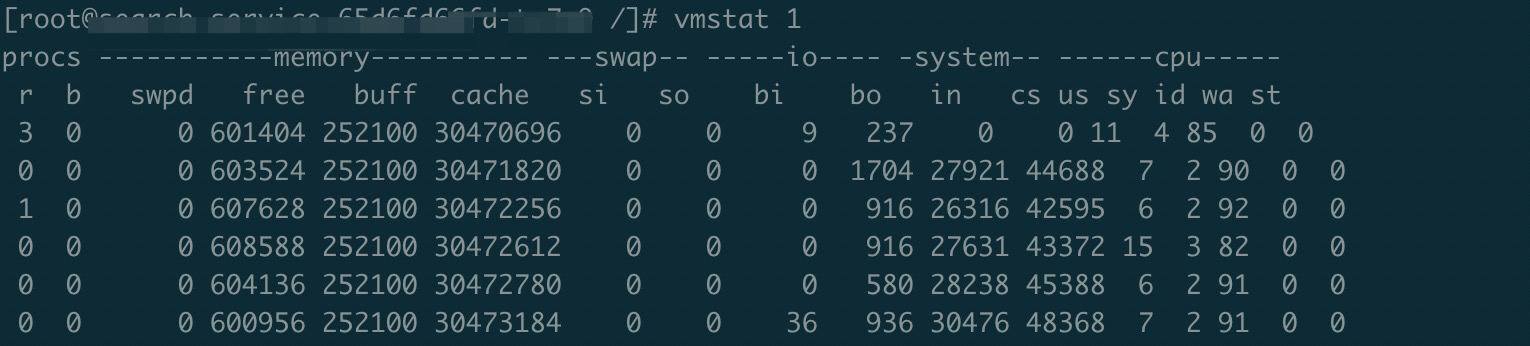 [root@ /]# vmstat 1
procs -----------memory---------- ---swap-- -----io---- -system-- ------cpu-----
 r  b   swpd   free   buff  cache   si   so    bi    bo   in   cs us sy id wa st
 3  0      0 601404 252100 30470696    0    0     9   237    0    0 11  4 85  0  0
 0  0      0 603524 252100 30471820    0    0     0  1704 27921 44688  7  2 90  0  0
 1  0      0 607628 252100 30472256    0    0     0   916 26316 42595  6  2 92  0  0
 0  0      0 608588 252100 30472612    0    0     0   916 27631 43372 15  3 82  0  0
 0  0      0 604136 252100 30472780    0    0     0   580 28238 45388  6  2 91  0  0
 0  0      0 600956 252100 30473184    0    0    36   936 30476 48368  7  2 91  0  0